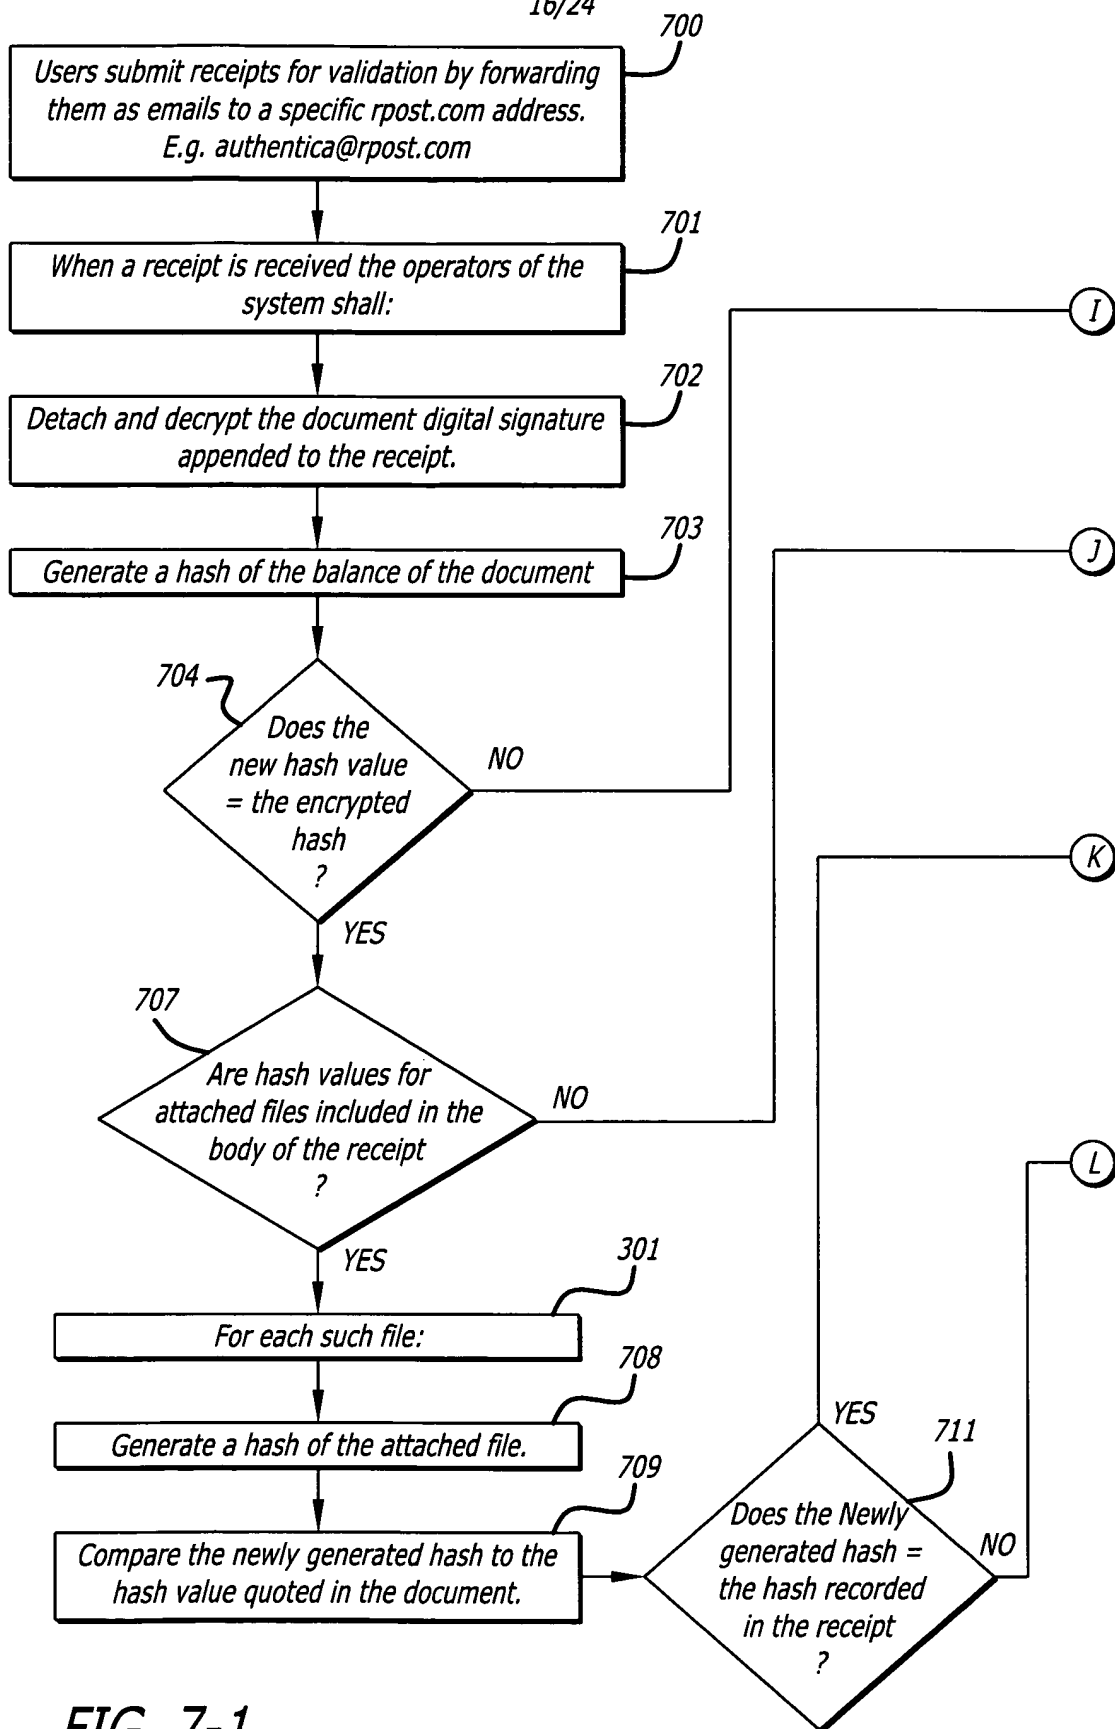 16/24
700
Users submit receipts for validation by forwarding
them as emails to a specific rpost.com address.
E.g. authentica@rpost.com
701
When a receipt is received the operators of the
system shall:
I
702
Detach and decrypt the document digital signature
appended to the receipt.
703
J
Generate a hash of the balance of the document
704
Does the
new hash value
= the encrypted
hash
?
NO
K
YES
707
Are hash values for
attached files included in the
body of the receipt
?
NO
L
YES
301
For each such file:
708
Generate a hash of the attached file.
709
Compare the newly generated hash to the
hash value quoted in the document.
YES
711
Does the Newly
generated hash =
the hash recorded
in the receipt
?
NO
FIG. 7-1